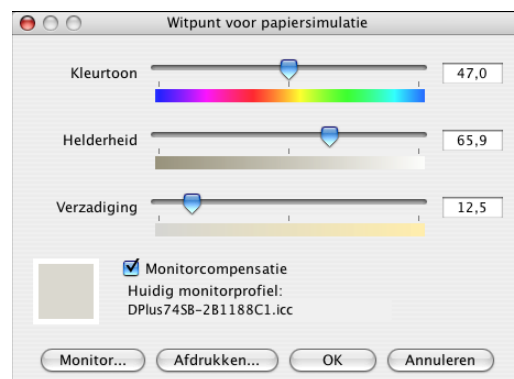 Witpunt voor papiersimulatie
Kleurtoon 47,0
Helderheid 65,9
Verzadiging 12,5
Monitorcompensatie
Huidig monitorprofiel:
DPlus74SB-2B1188C1.icc
Monitor... Afdrukken... OK Annuleren